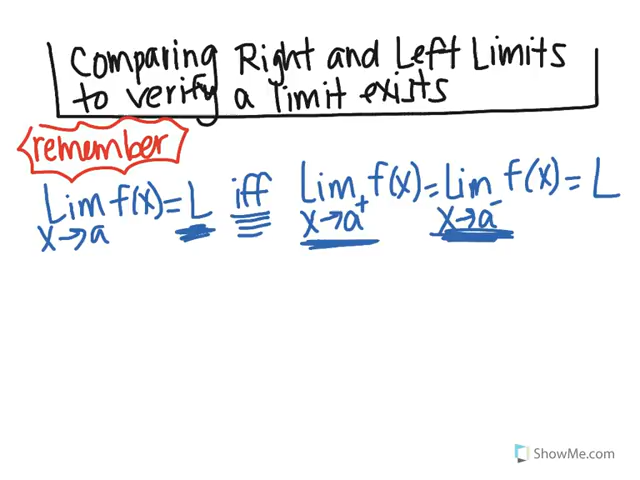 Comparing Right and Left Limits
to verify a limit exists
remember
Lim f(x) = L iff Lim f(x) = Lim f(x) = L
x→a x→a⁺ x→a⁻
ShowMe.com